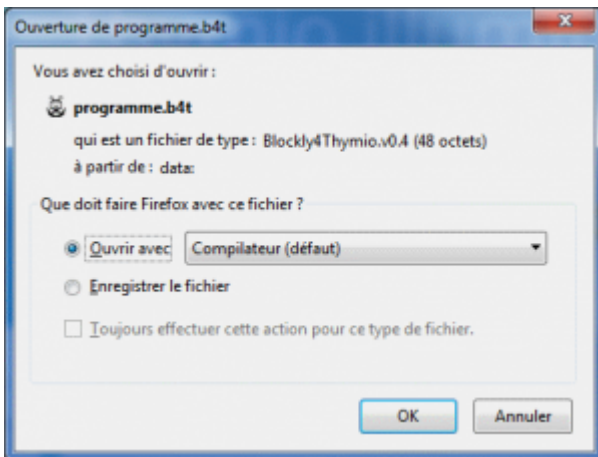 Ouverture de programme.b4t
Vous avez choisi d'ouvrir :
programme.b4t
qui est un fichier de type : Blockly4Thymio.v0.4 (48 octets)
à partir de : data:
Que doit faire Firefox avec ce fichier ?
Ouvrir avec Compilateur (défaut)
Enregistrer le fichier
Toujours effectuer cette action pour ce type de fichier.
OK Annuler